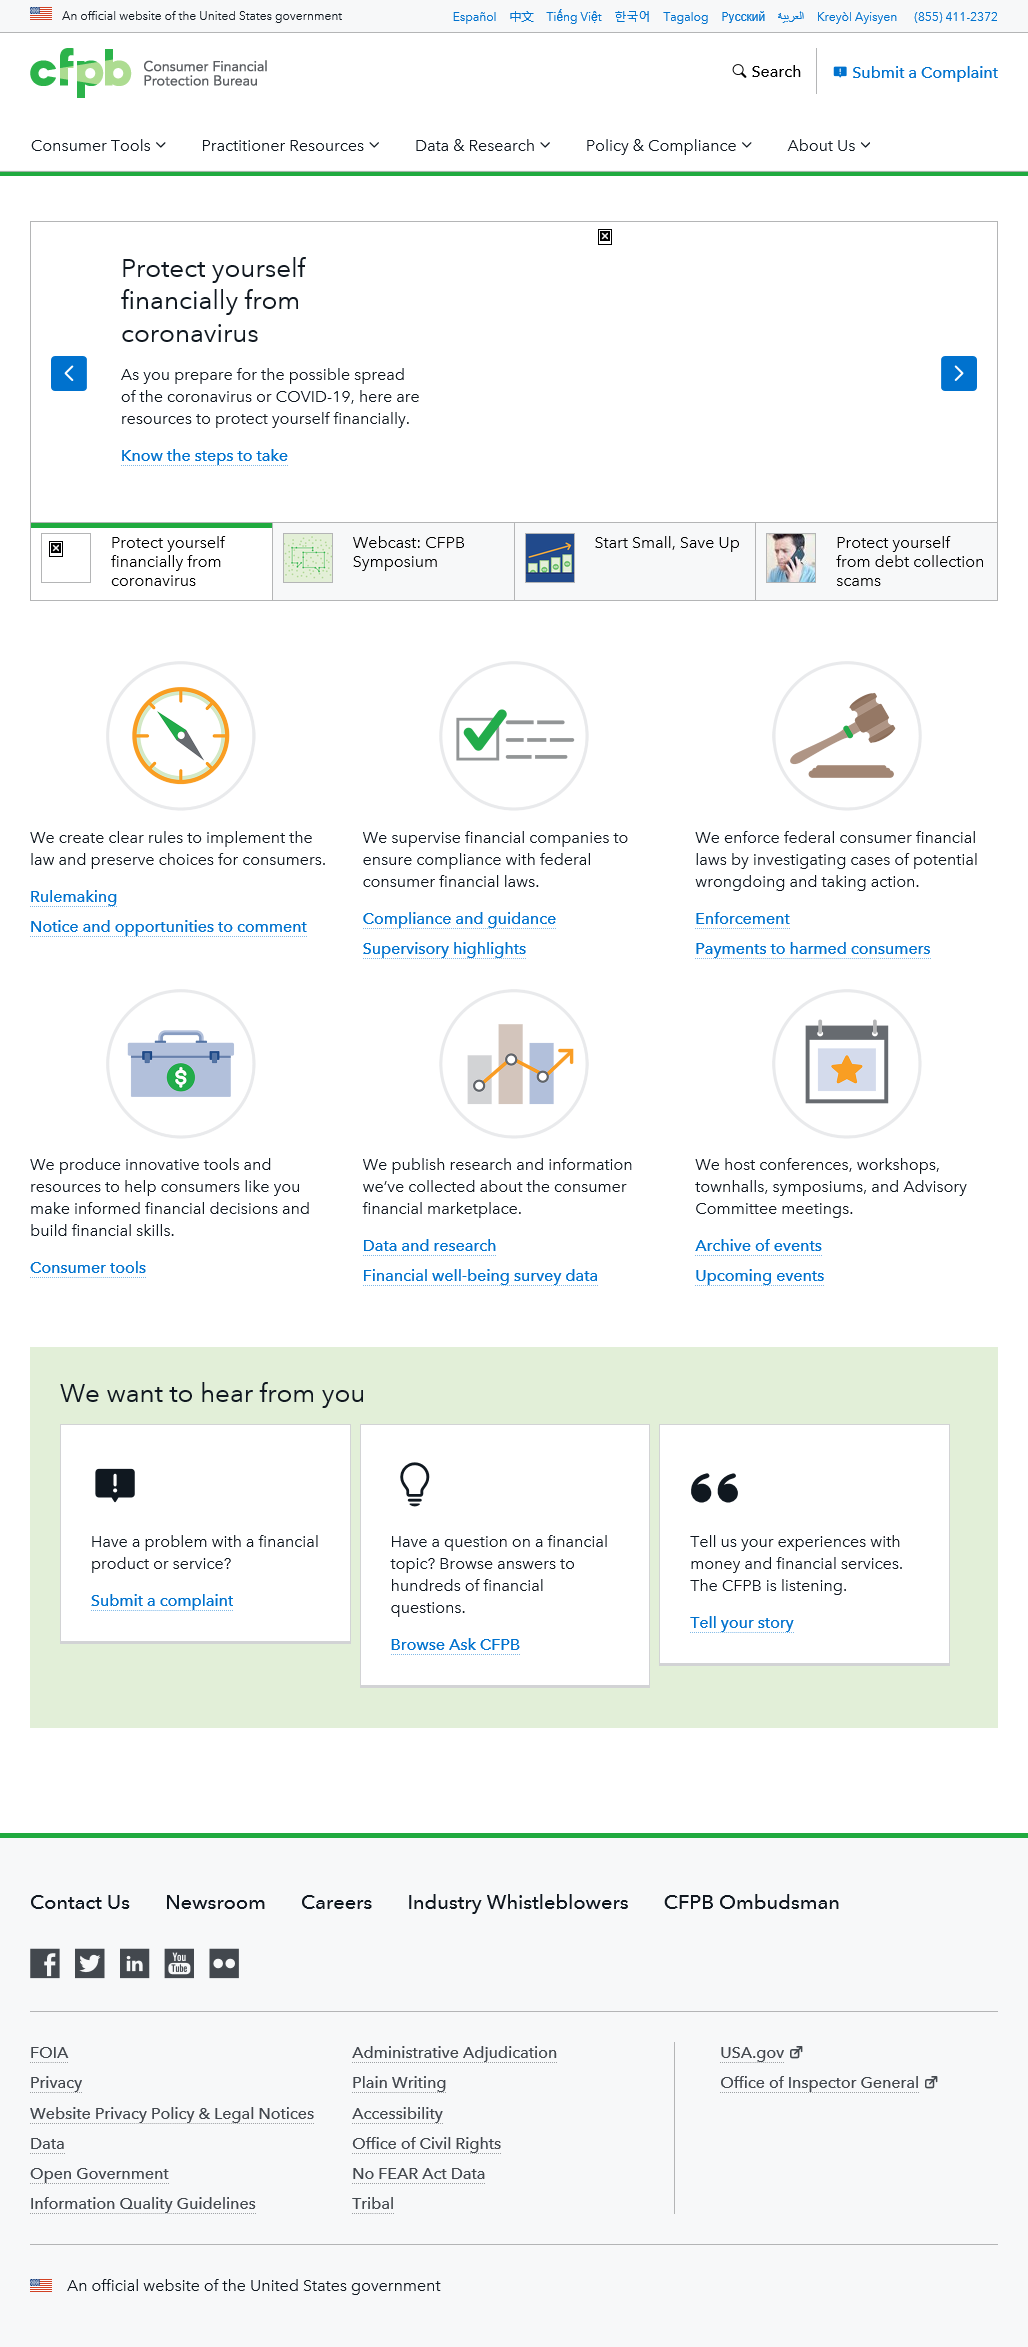 An official website of the United States government
Español 中文 Tiếng Việt 한국어 Tagalog Pусский العربية Kreyòl Ayisyen (855) 411-2372
cfpb Consumer Financial
Protection Bureau
Search
Submit a Complaint
Consumer Tools
Practitioner Resources
Data & Research
Policy & Compliance
About Us
Protect yourself
financially from
coronavirus
As you prepare for the possible spread
of the coronavirus or COVID-19, here are
resources to protect yourself financially.
Know the steps to take
Protect yourself
financially from
coronavirus
Webcast: CFPB
Symposium
Start Small, Save Up
Protect yourself
from debt collection
scams
We create clear rules to implement the
law and preserve choices for consumers.
Rulemaking
Notice and opportunities to comment
We supervise financial companies to
ensure compliance with federal
consumer financial laws.
Compliance and guidance
Supervisory highlights
We enforce federal consumer financial
laws by investigating cases of potential
wrongdoing and taking action.
Enforcement
Payments to harmed consumers
$
We produce innovative tools and
resources to help consumers like you
make informed financial decisions and
build financial skills.
Consumer tools
We publish research and information
we've collected about the consumer
financial marketplace.
Data and research
Financial well-being survey data
We host conferences, workshops,
townhalls, symposiums, and Advisory
Committee meetings.
Archive of events
Upcoming events
We want to hear from you
Have a problem with a financial
product or service?
Submit a complaint
Have a question on a financial
topic? Browse answers to
hundreds of financial
questions.
Browse Ask CFPB
Tell us your experiences with
money and financial services.
The CFPB is listening.
Tell your story
Contact Us
Newsroom
Careers
Industry Whistleblowers
CFPB Ombudsman
f
in
You Tube
FOIA
Privacy
Website Privacy Policy & Legal Notices
Data
Open Government
Information Quality Guidelines
Administrative Adjudication
Plain Writing
Accessibility
Office of Civil Rights
No FEAR Act Data
Tribal
USA.gov
Office of Inspector General
An official website of the United States government